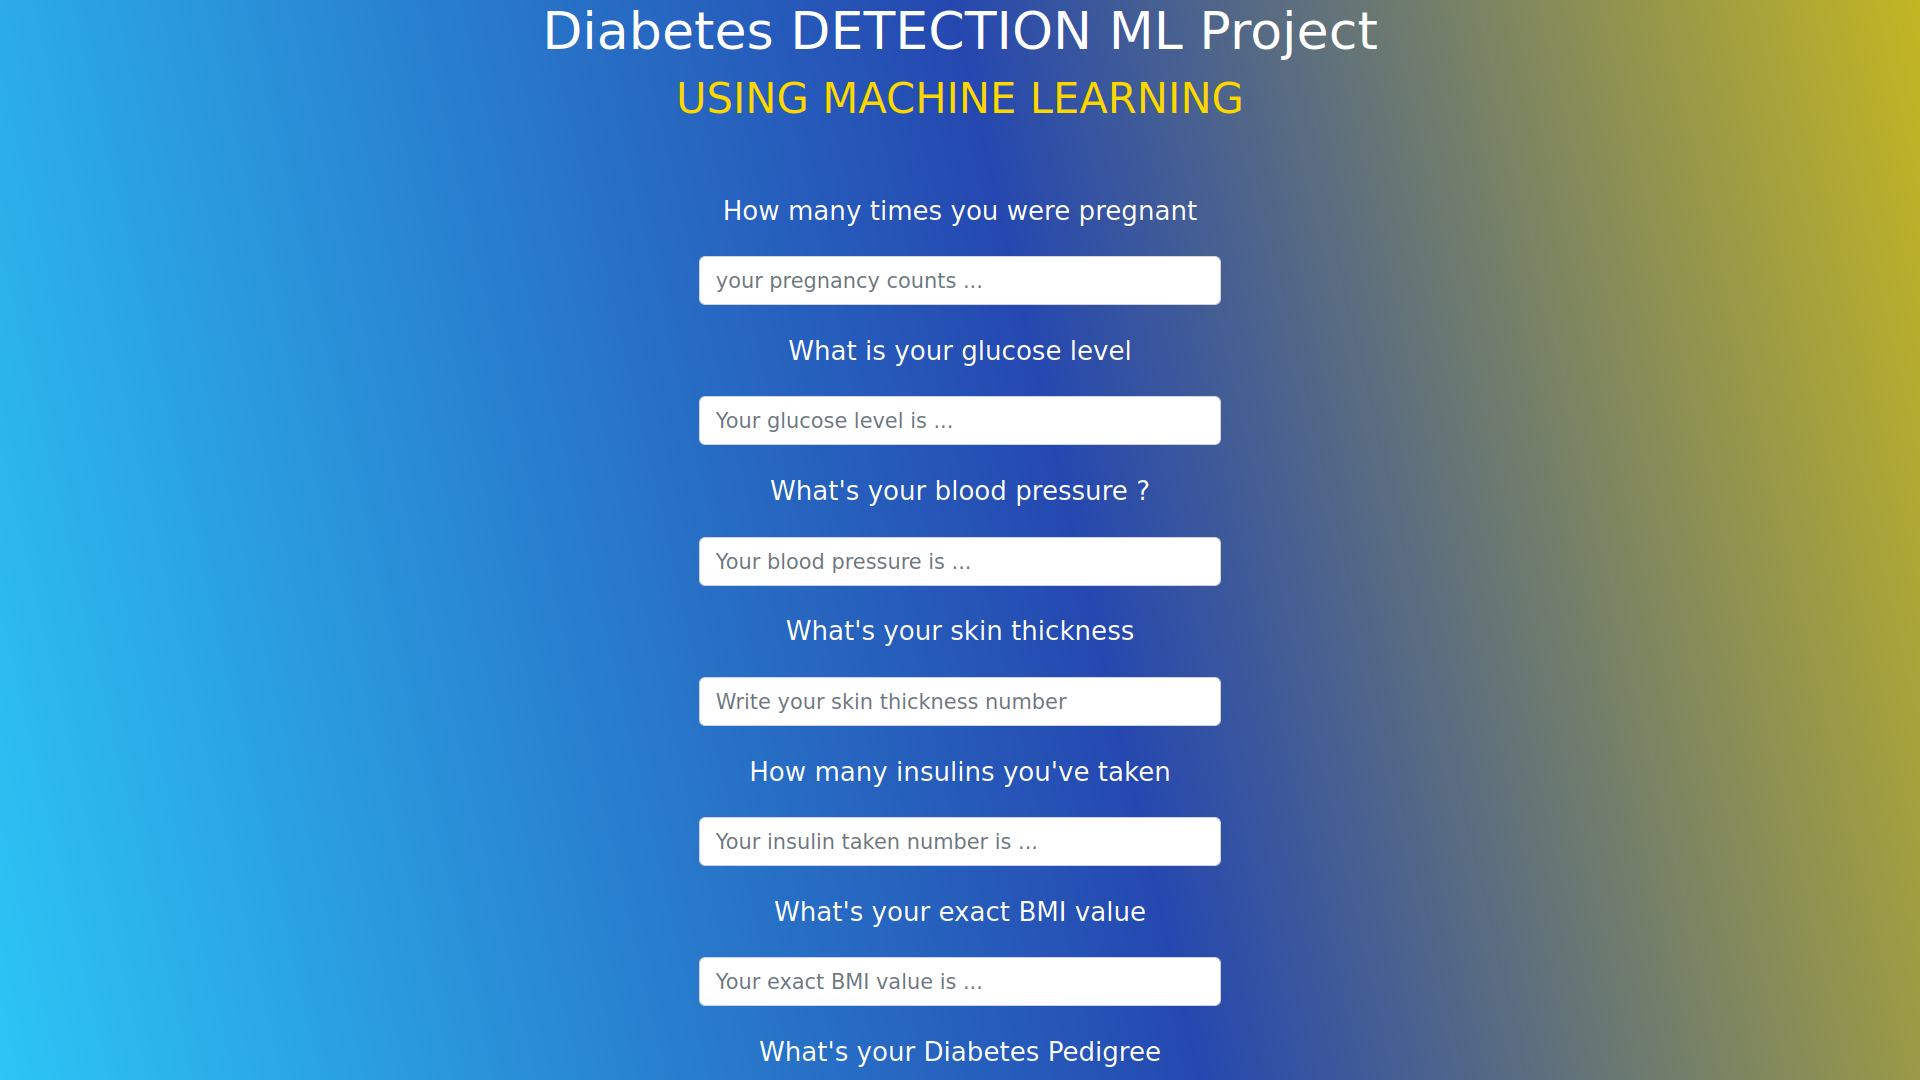 Diabetes DETECTION ML Project
USING MACHINE LEARNING
How many times you were pregnant
your pregnancy counts ...
What is your glucose level
Your glucose level is ...
What's your blood pressure ?
Your blood pressure is ...
What's your skin thickness
Write your skin thickness number
How many insulins you've taken
Your insulin taken number is ...
What's your exact BMI value
Your exact BMI value is ...
What's your Diabetes Pedigree